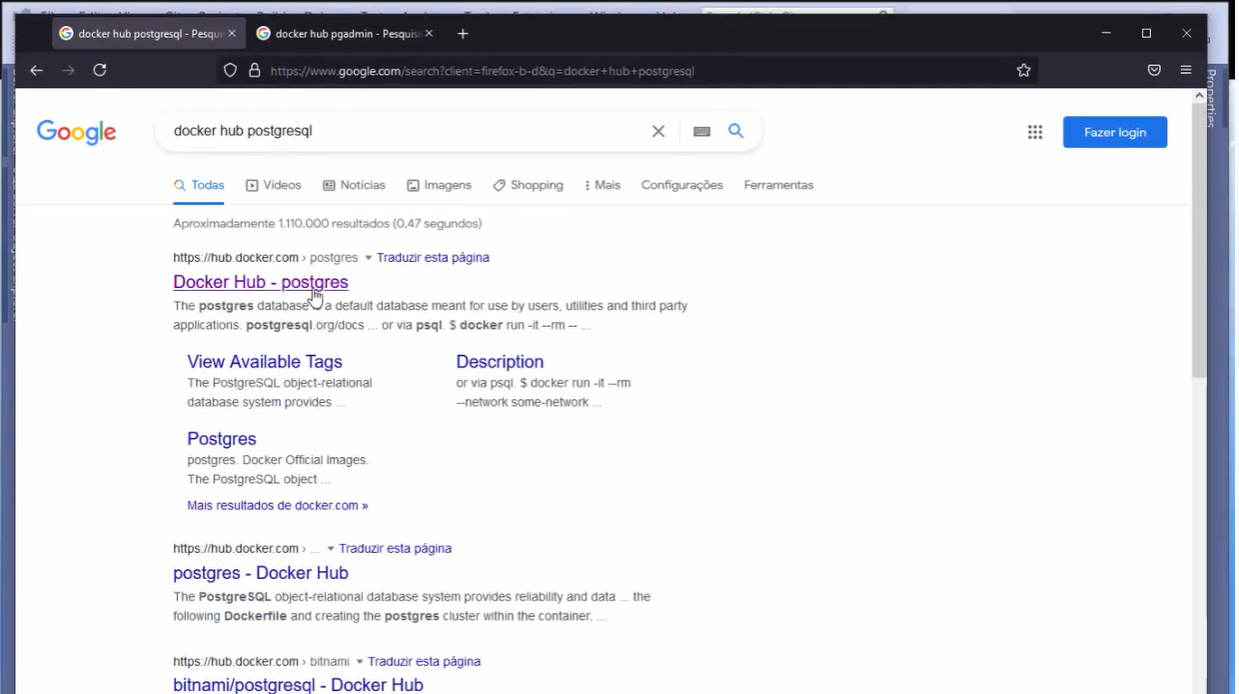 docker hub postgresql - Pesqu
docker hub pgadmin - Pesquisa
https://www.google.com/search?client=firefox-b-d&q=docker+hub+postgresql
Google
docker hub postgresql
Fazer login
Todas
Vídeos
Notícias
Imagens
Shopping
Mais
Configurações
Ferramentas
Aproximadamente 1.110.000 resultados (0,47 segundos)
https://hub.docker.com › postgres
Traduzir esta página
Docker Hub - postgres
The postgres database is a default database meant for use by users, utilities and third party
applications. postgresql.org/docs ... or via psql. $ docker run -it --rm -- ...
View Available Tags
The PostgreSQL object-relational
database system provides ...
Description
or via psql. $ docker run -it --rm
--network some-network ...
Postgres
postgres. Docker Official Images.
The PostgreSQL object ...
Mais resultados de docker.com »
https://hub.docker.com › ...
Traduzir esta página
postgres - Docker Hub
The PostgreSQL object-relational database system provides reliability and data ... the
following Dockerfile and creating the postgres cluster within the container, ...
https://hub.docker.com › bitnami
Traduzir esta página
bitnami/postgresql - Docker Hub
Properties